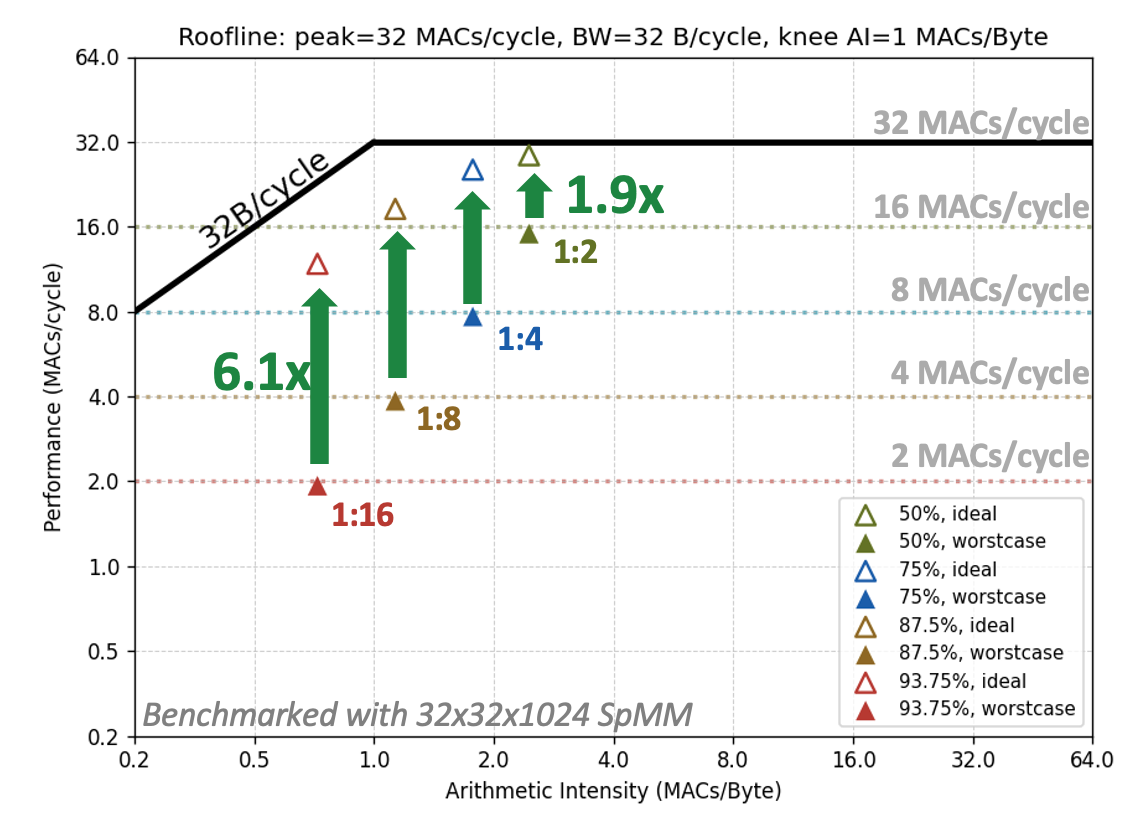 Roofline: peak=32 MACs/cycle, BW=32 B/cycle, knee AI=1 MACs/Byte
64.0
32.0
16.0
8.0
4.0
2.0
1.0
0.5
0.2
Performance (MACs/cycle)
32B/cycle
32 MACs/cycle
16 MACs/cycle
8 MACs/cycle
4 MACs/cycle
2 MACs/cycle
1.9x
1:2
1:4
6.1x
1:8
1:16
50%, ideal
50%, worstcase
75%, ideal
75%, worstcase
87.5%, ideal
87.5%, worstcase
93.75%, ideal
93.75%, worstcase
Benchmarked with 32x32x1024 SpMM
0.2 0.5 1.0 2.0 4.0 8.0 16.0 32.0 64.0
Arithmetic Intensity (MACs/Byte)